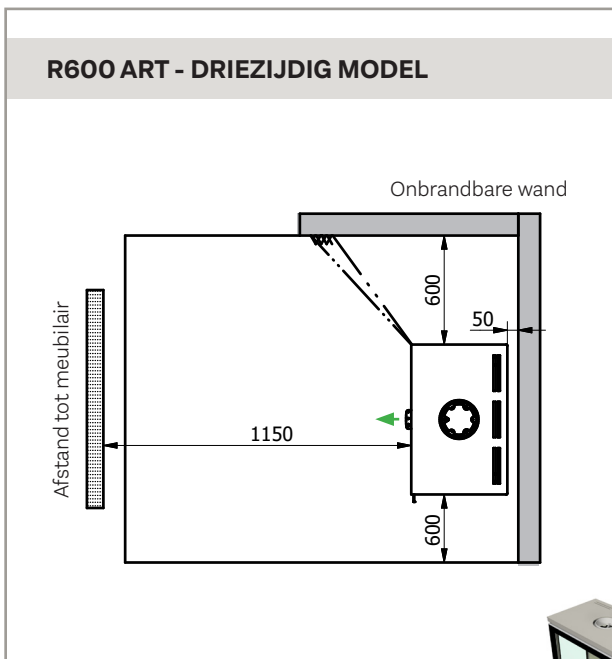 R600 ART - DRIEZIJDIG MODEL
Onbrandbare wand
600
50
Afstand tot meubilair
1150
600